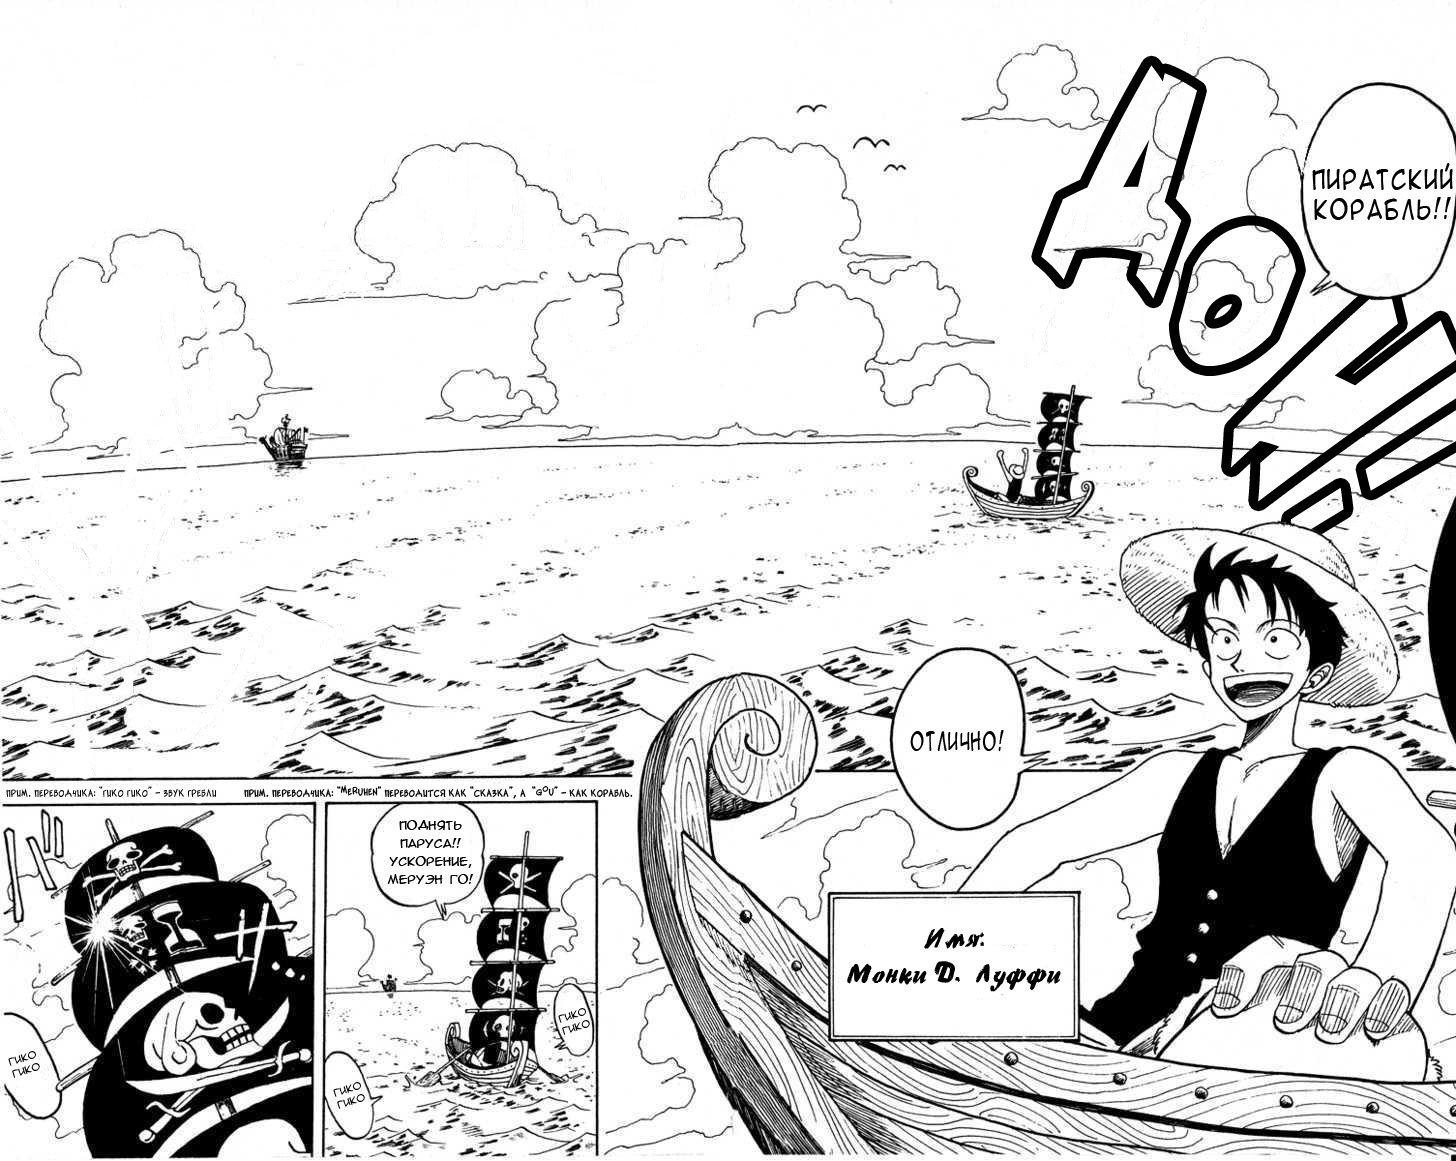 ПИРАТСКИЙ
КОРАБЛЬ!!
ДОН!!
ОТЛИЧНО!
Имя:
Монки Д. Луффи
ПРИМ. ПЕРЕВОДЧИКА: "ГИКО ГИКО" - ЗВУК ГРЕБЛИ
ПРИМ. ПЕРЕВОДЧИКА: "MERUHEN" ПЕРЕВОДИТСЯ КАК "СКАЗКА", А "GOU" - КАК КОРАБЛЬ.
ПОДНЯТЬ
ПАРУСА!!
УСКОРЕНИЕ,
МЕРУЭН ГО!
ГИКО
ГИКО
ГИКО
ГИКО
ГИКО
ГИКО